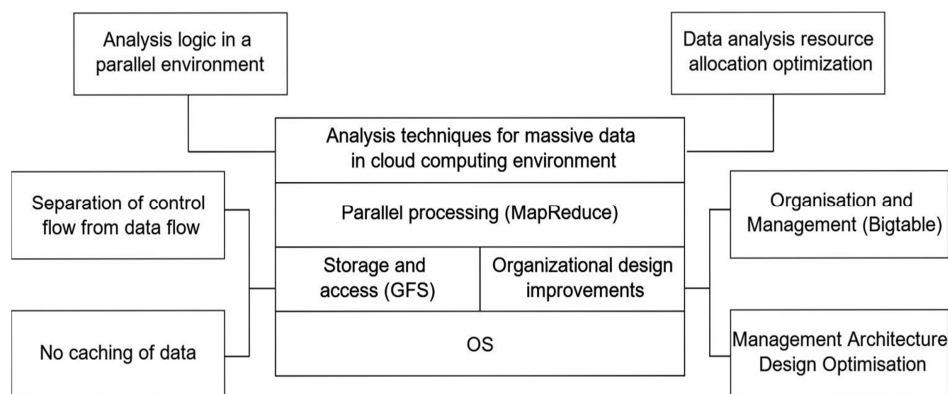 Analysis logic in a
parallel environment
Data analysis resource
allocation optimization
Analysis techniques for massive data
in cloud computing environment
Separation of control
flow from data flow
Parallel processing (MapReduce)
Organisation and
Management (Bigtable)
Storage and
access (GFS)
Organizational design
improvements
No caching of data
OS
Management Architecture
Design Optimisation